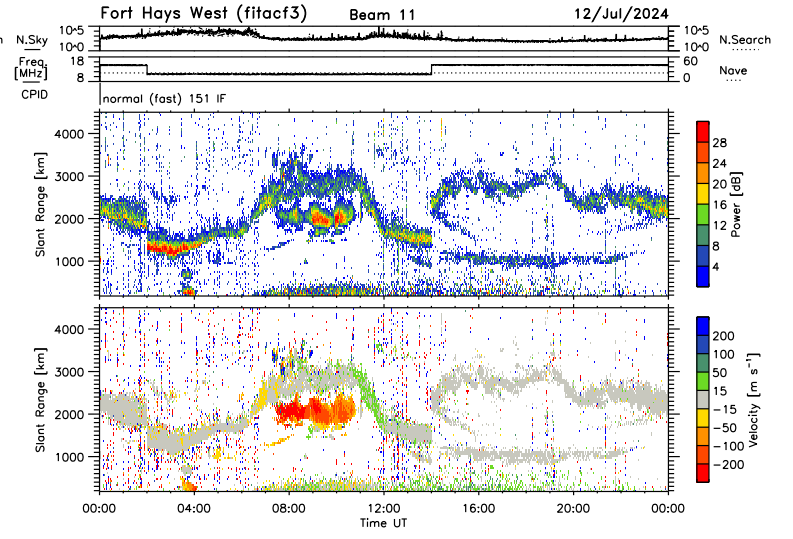 Fort Hays West (fitacf3) Beam 11 12/Jul/2024
N.Sky 10^5 10^0 10^5 10^0 N.Search
Freq. [MHz] 18 8 60 0 Nave
CPID normal (fast) 151 IF
Slant Range [km] 4000 3000 2000 1000
28 24 20 16 12 8 4 Power [dB]
Slant Range [km] 4000 3000 2000 1000
200 100 50 15 -15 -50 -100 -200 Velocity [m s^-1]
00:00 04:00 08:00 12:00 16:00 20:00 00:00
Time UT